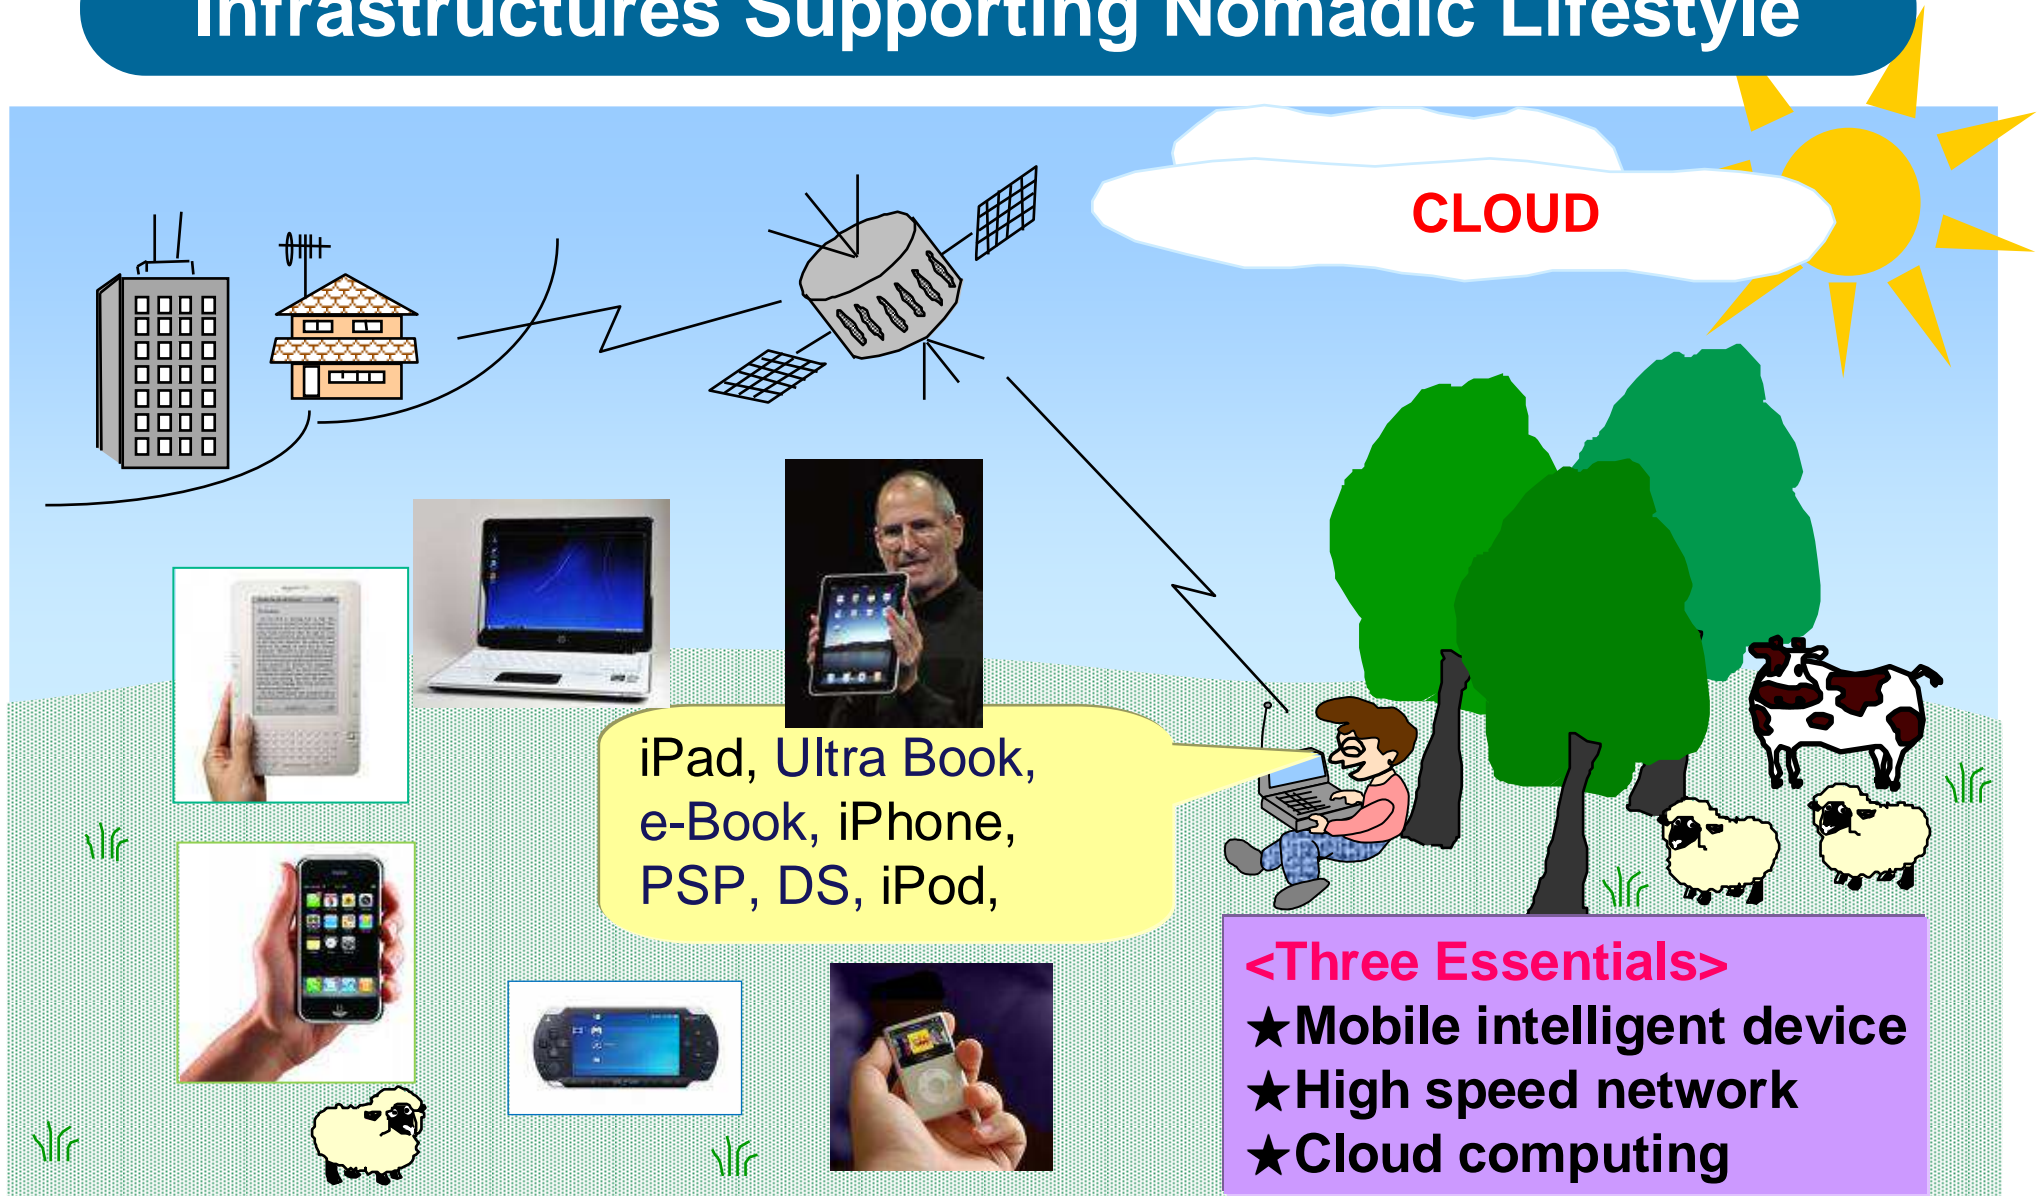 Infrastructures Supporting Nomadic Lifestyle
CLOUD
iPad, Ultra Book,
e-Book, iPhone,
PSP, DS, iPod,
<Three Essentials>
★Mobile intelligent device
★High speed network
★Cloud computing